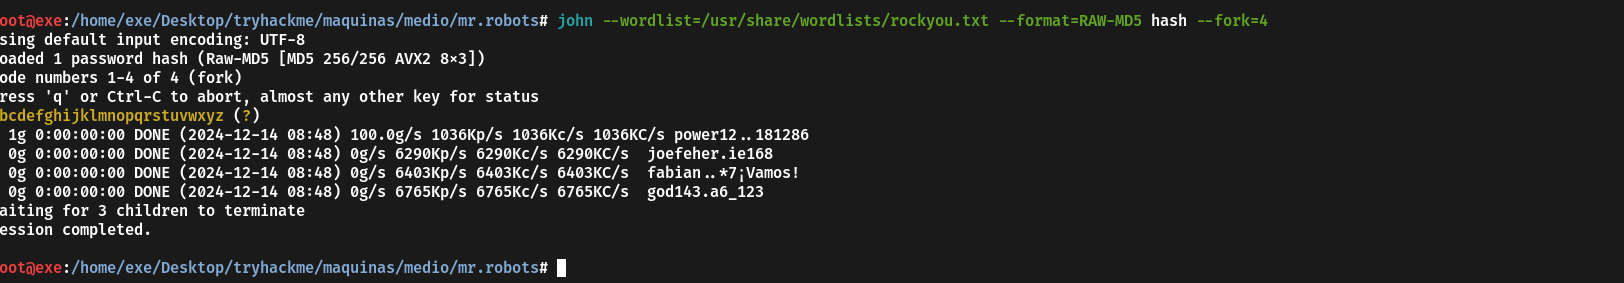 oot@exe:/home/exe/Desktop/tryhackme/maquinas/medio/mr.robots# john --wordlist=/usr/share/wordlists/rockyou.txt --format=RAW-MD5 hash --fork=4
sing default input encoding: UTF-8
oaded 1 password hash (Raw-MD5 [MD5 256/256 AVX2 8×3])
ode numbers 1-4 of 4 (fork)
ress 'q' or Ctrl-C to abort, almost any other key for status
bcdefghijklmnopqrstuvwxyz (?)
1g 0:00:00:00 DONE (2024-12-14 08:48) 100.0g/s 1036Kp/s 1036Kc/s 1036KC/s power12..181286
0g 0:00:00:00 DONE (2024-12-14 08:48) 0g/s 6290Kp/s 6290Kc/s 6290KC/s  joefeher.ie168
0g 0:00:00:00 DONE (2024-12-14 08:48) 0g/s 6403Kp/s 6403Kc/s 6403KC/s  fabian..*7¡Vamos!
0g 0:00:00:00 DONE (2024-12-14 08:48) 0g/s 6765Kp/s 6765Kc/s 6765KC/s  god143.a6_123
aiting for 3 children to terminate
ession completed.
oot@exe:/home/exe/Desktop/tryhackme/maquinas/medio/mr.robots#